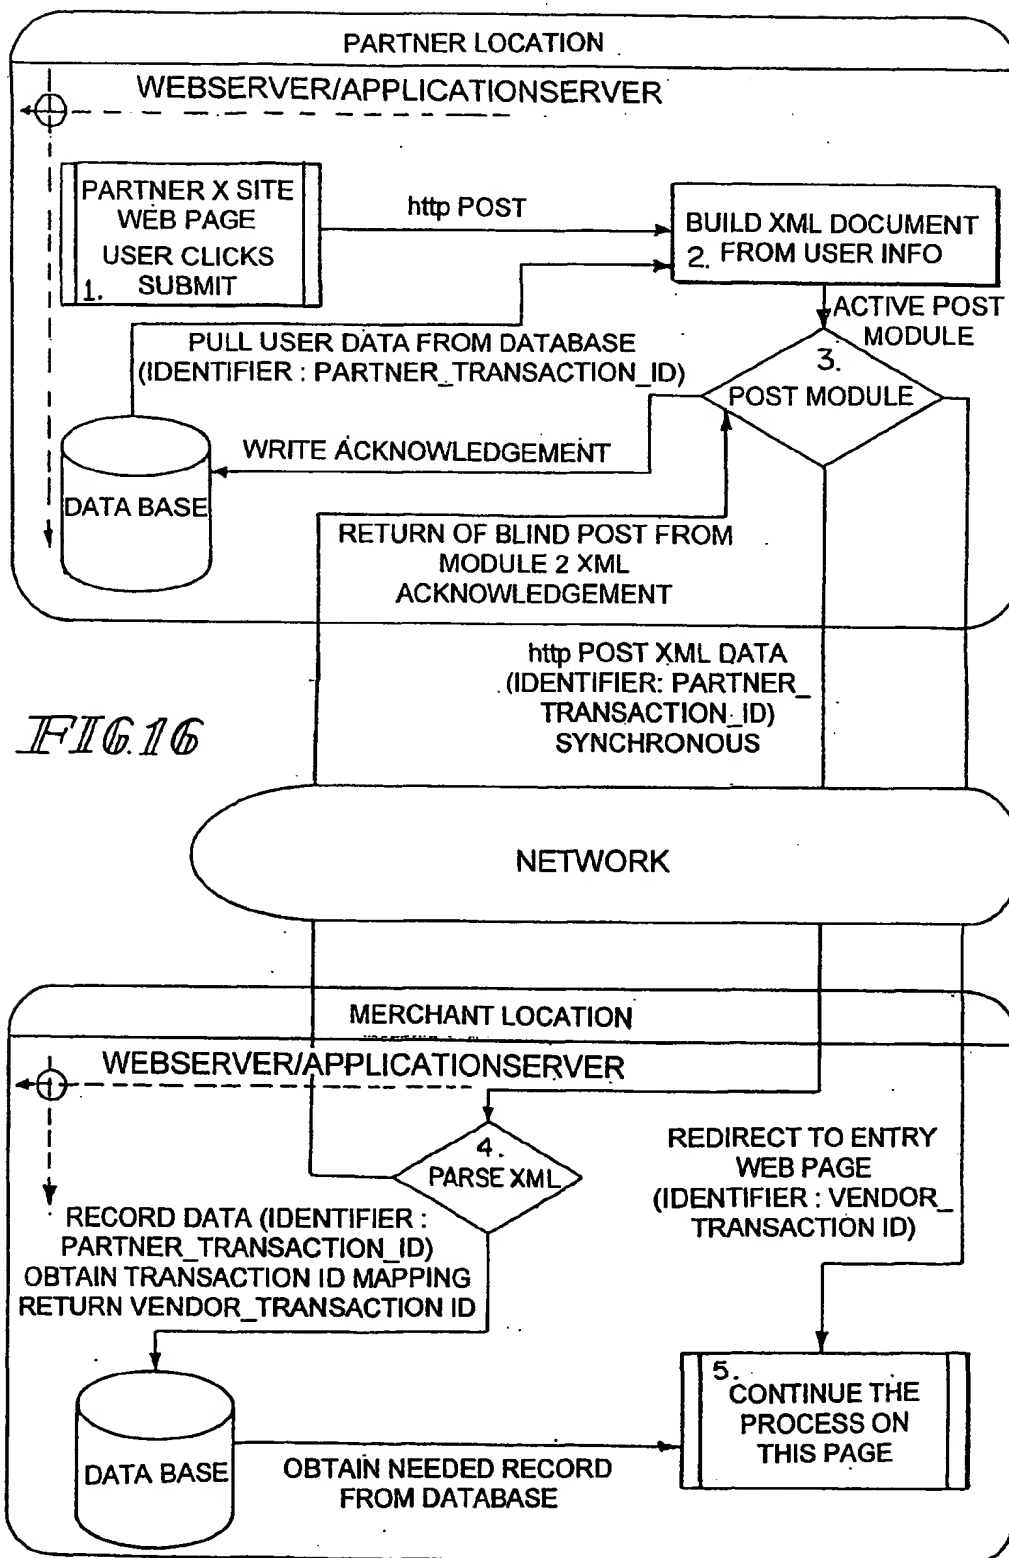 PARTNER LOCATION
WEBSERVER/APPLICATIONSERVER
PARTNER X SITE
WEB PAGE
USER CLICKS
1. SUBMIT
http POST
BUILD XML DOCUMENT
2. FROM USER INFO
ACTIVE POST
MODULE
PULL USER DATA FROM DATABASE
(IDENTIFIER : PARTNER_TRANSACTION_ID)
3.
POST MODULE
WRITE ACKNOWLEDGEMENT
DATA BASE
RETURN OF BLIND POST FROM
MODULE 2 XML
ACKNOWLEDGEMENT
http POST XML DATA
(IDENTIFIER: PARTNER_
TRANSACTION_ID)
SYNCHRONOUS
FIG. 16
NETWORK
MERCHANT LOCATION
WEBSERVER/APPLICATIONSERVER
4.
PARSE XML
REDIRECT TO ENTRY
WEB PAGE
(IDENTIFIER : VENDOR_
TRANSACTION ID)
RECORD DATA (IDENTIFIER :
PARTNER_TRANSACTION_ID)
OBTAIN TRANSACTION ID MAPPING
RETURN VENDOR_TRANSACTION ID
5.
CONTINUE THE
PROCESS ON
THIS PAGE
DATA BASE
OBTAIN NEEDED RECORD
FROM DATABASE